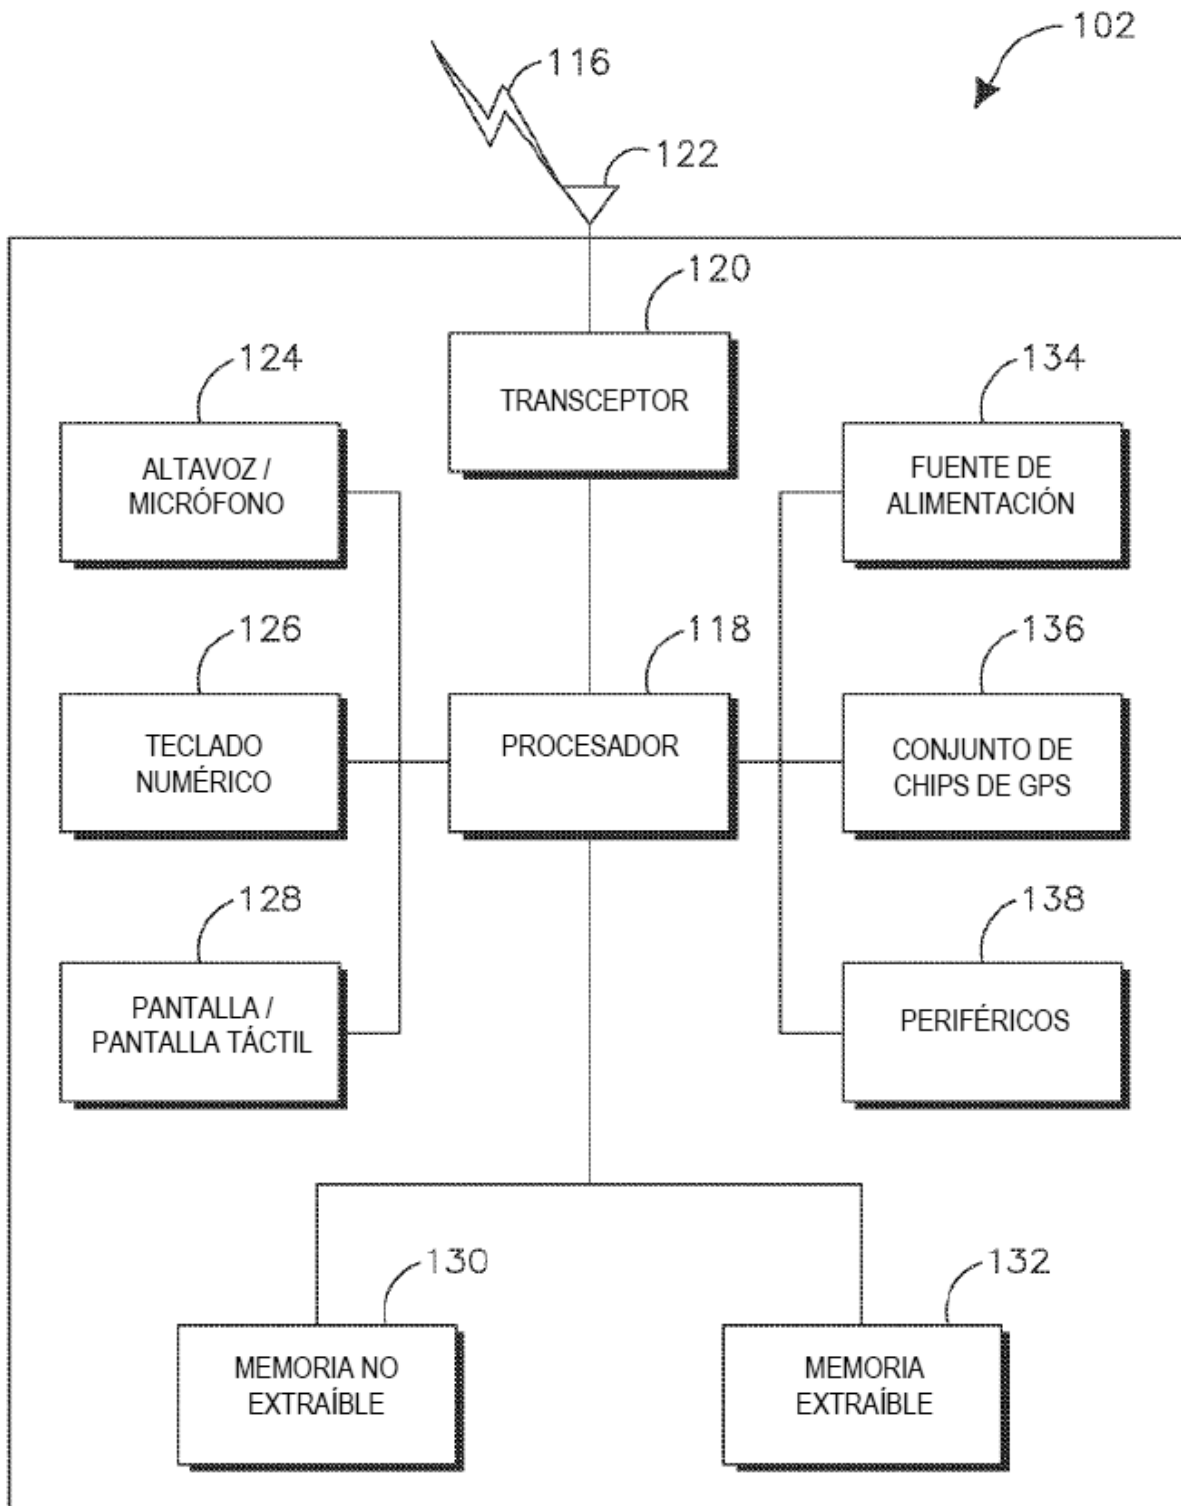 102
116
122
120
124
134
TRANSCEPTOR
ALTAVOZ /
MICRÓFONO
FUENTE DE
ALIMENTACIÓN
126
118
136
TECLADO
NUMÉRICO
PROCESADOR
CONJUNTO DE
CHIPS DE GPS
128
138
PANTALLA /
PANTALLA TÁCTIL
PERIFÉRICOS
130
132
MEMORIA NO
EXTRAÍBLE
MEMORIA
EXTRAÍBLE